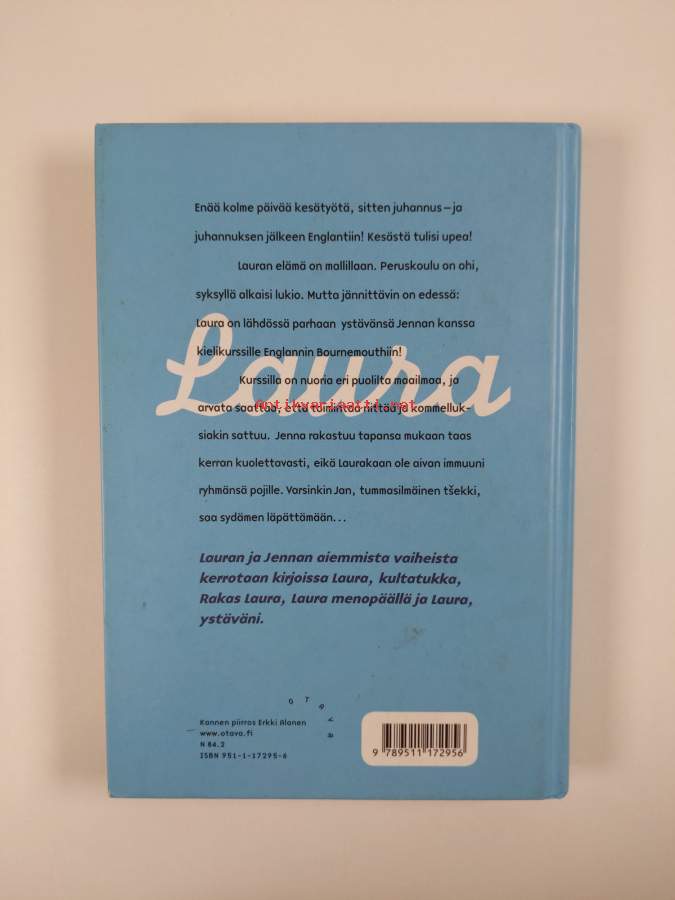 Enää kolme päivää kesätyötä, sitten juhannus – ja
juhannuksen jälkeen Englantiin! Kesästä tulisi upea!
Lauran elämä on mallillaan. Peruskoulu on ohi,
syksyllä alkaisi lukio. Mutta jännittävin on edessä:
Laura on lähdössä parhaan ystävänsä Jennan kanssa
kielikurssille Englannin Bournemouthiin!
Laura
Kurssilla on nuoria eri puolilta maailmaa, ja
arvata saattaa, että toimintaa riittää ja kommelluk-
Antikvariaatti.net
siakin sattuu. Jenna rakastuu tapansa mukaan taas
kerran kuolettavasti, eikä Laurakaan ole aivan immuuni
ryhmänsä pojille. Varsinkin Jan, tummasilmäinen tšekki,
saa sydämen läpättämään...
Lauran ja Jennan aiemmista vaiheista
kerrotaan kirjoissa Laura, kultatukka,
Rakas Laura, Laura menopäällä ja Laura,
ystäväni.
OTAVA
Kannen piirros Erkki Alanen
www.otava.fi
N 84.2
ISBN 951-1-17295-6
9 789511 172956